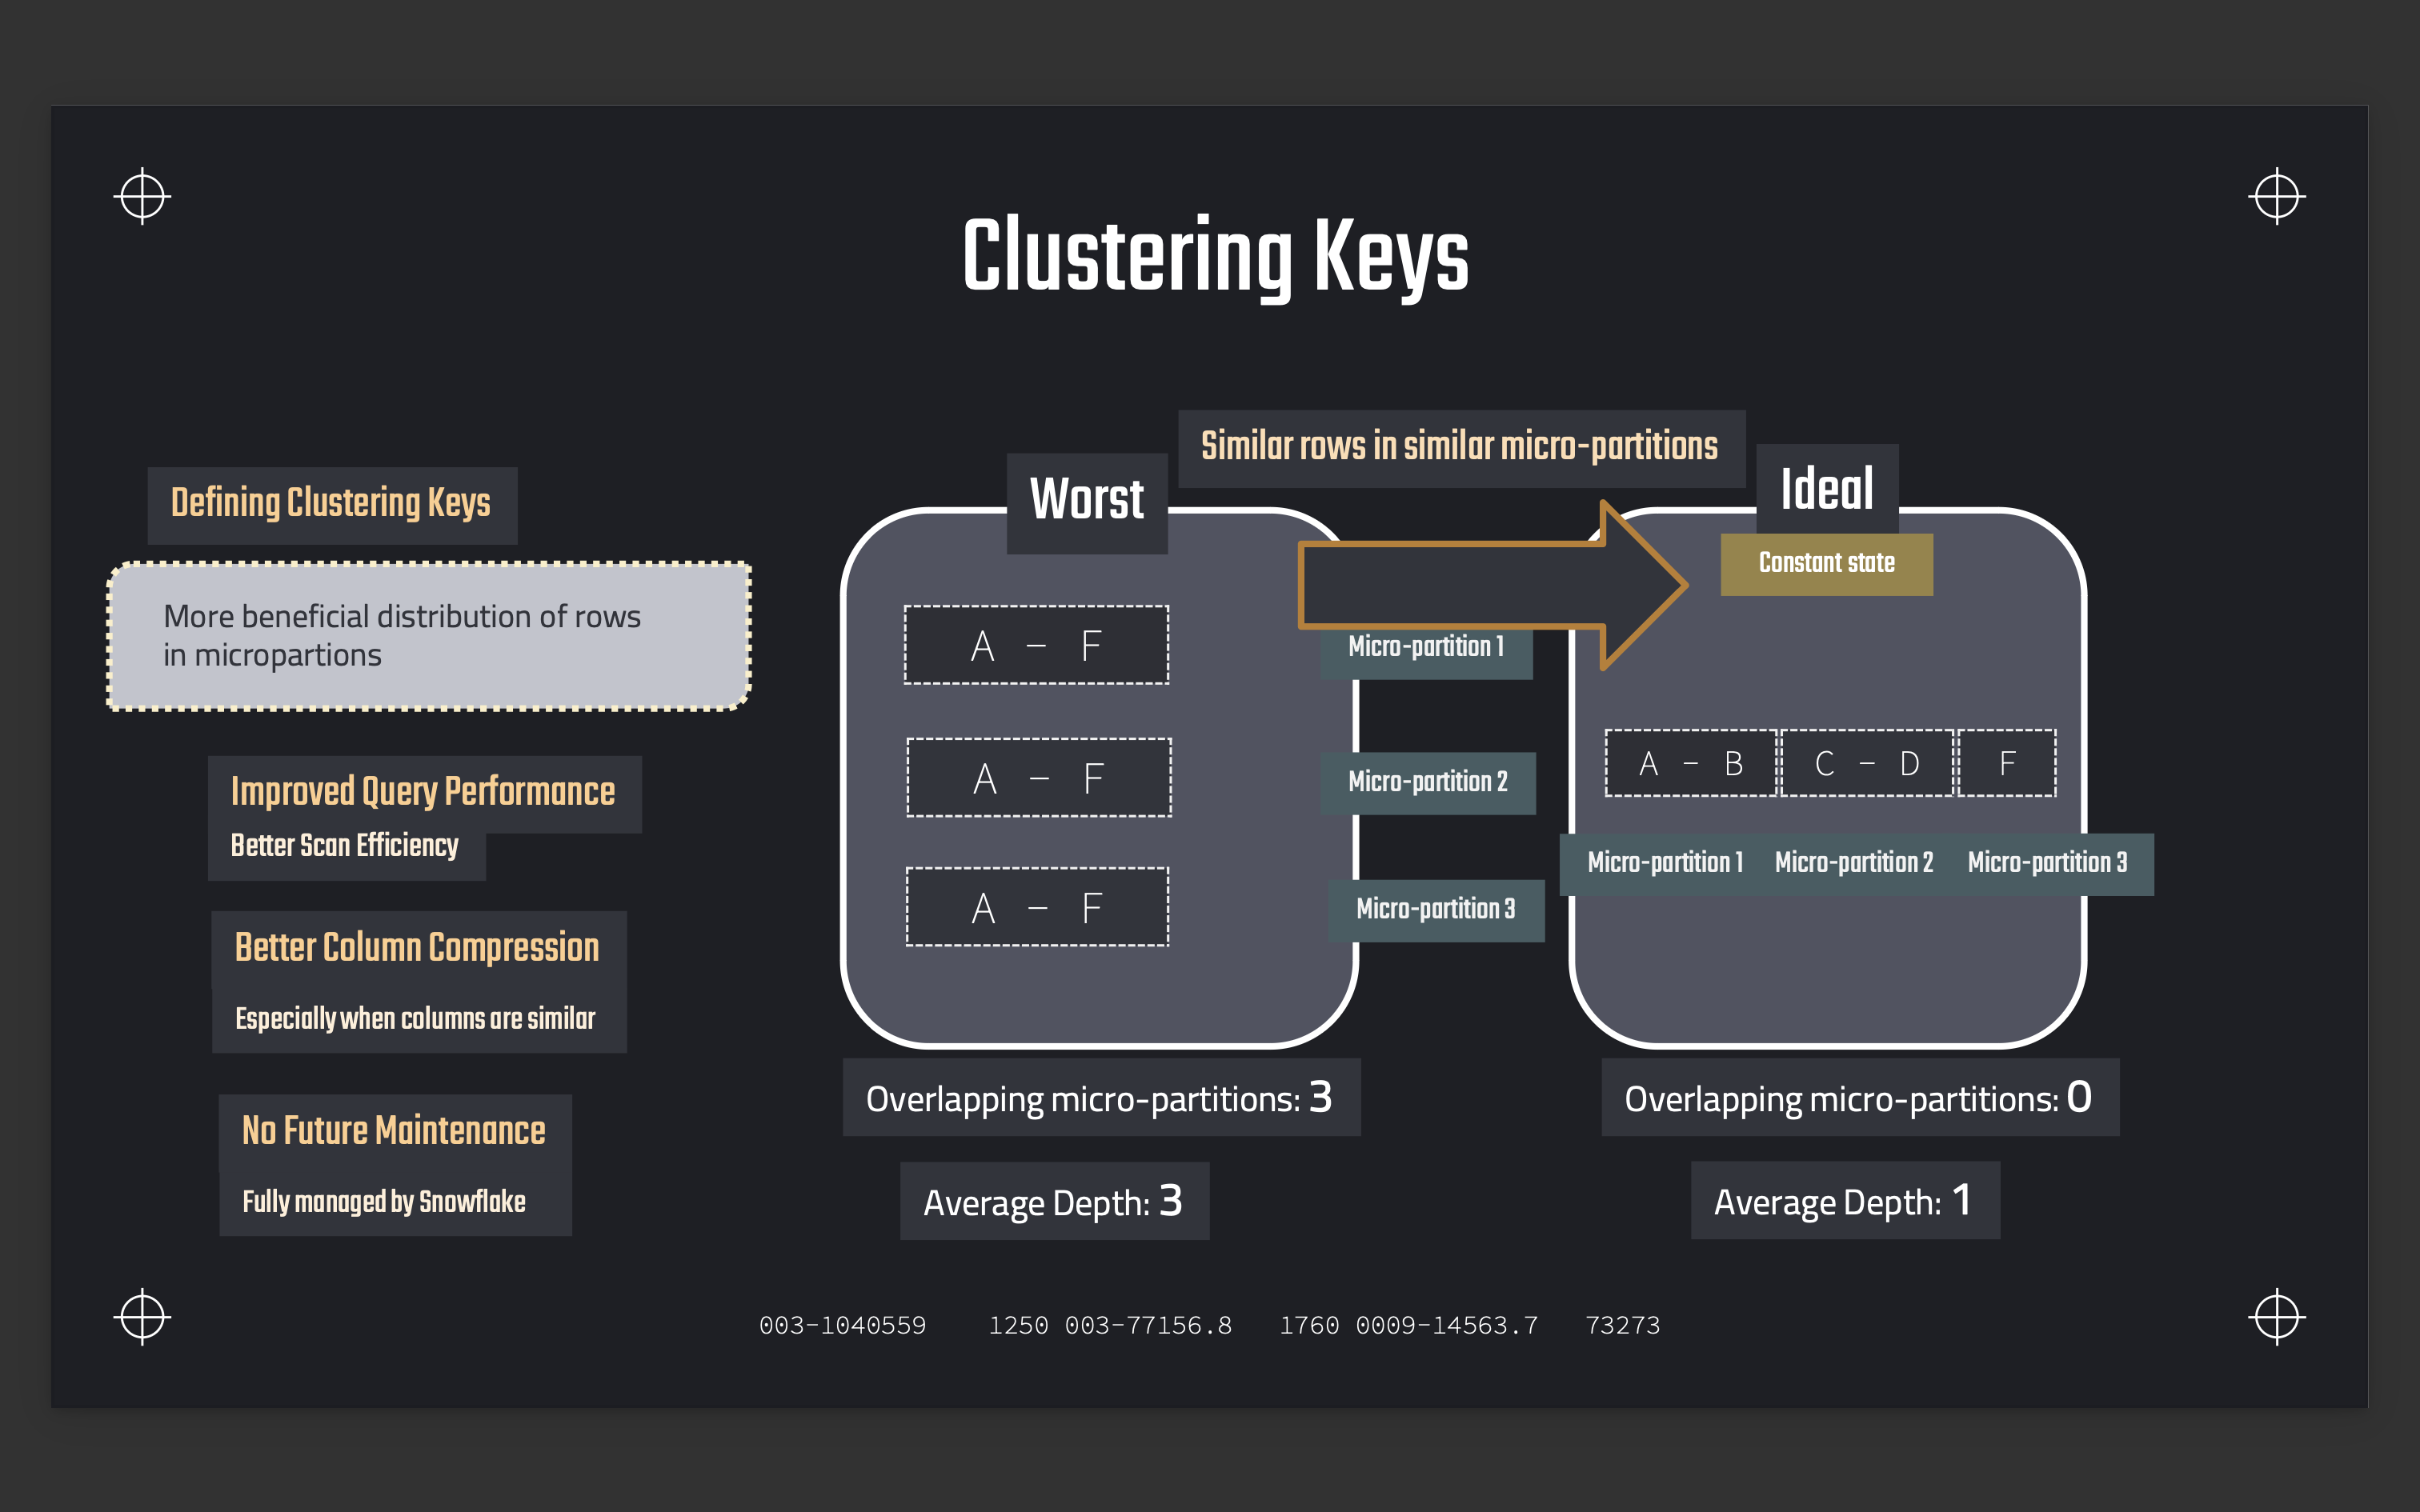 Clustering Keys
Defining Clustering Keys
More beneficial distribution of rows
in micropartions
Improved Query Performance
Better Scan Efficiency
Better Column Compression
Especially when columns are similar
No Future Maintenance
Fully managed by Snowflake
Similar rows in similar micro-partitions
Worst
A - F
Micro-partition 1
A - F
Micro-partition 2
A - F
Micro-partition 3
Overlapping micro-partitions: 3
Average Depth: 3
Ideal
Constant state
A - B C - D F
Micro-partition 1 Micro-partition 2 Micro-partition 3
Overlapping micro-partitions: 0
Average Depth: 1
003-1040559 1250 003-77156.8 1760 0009-14563.7 73273